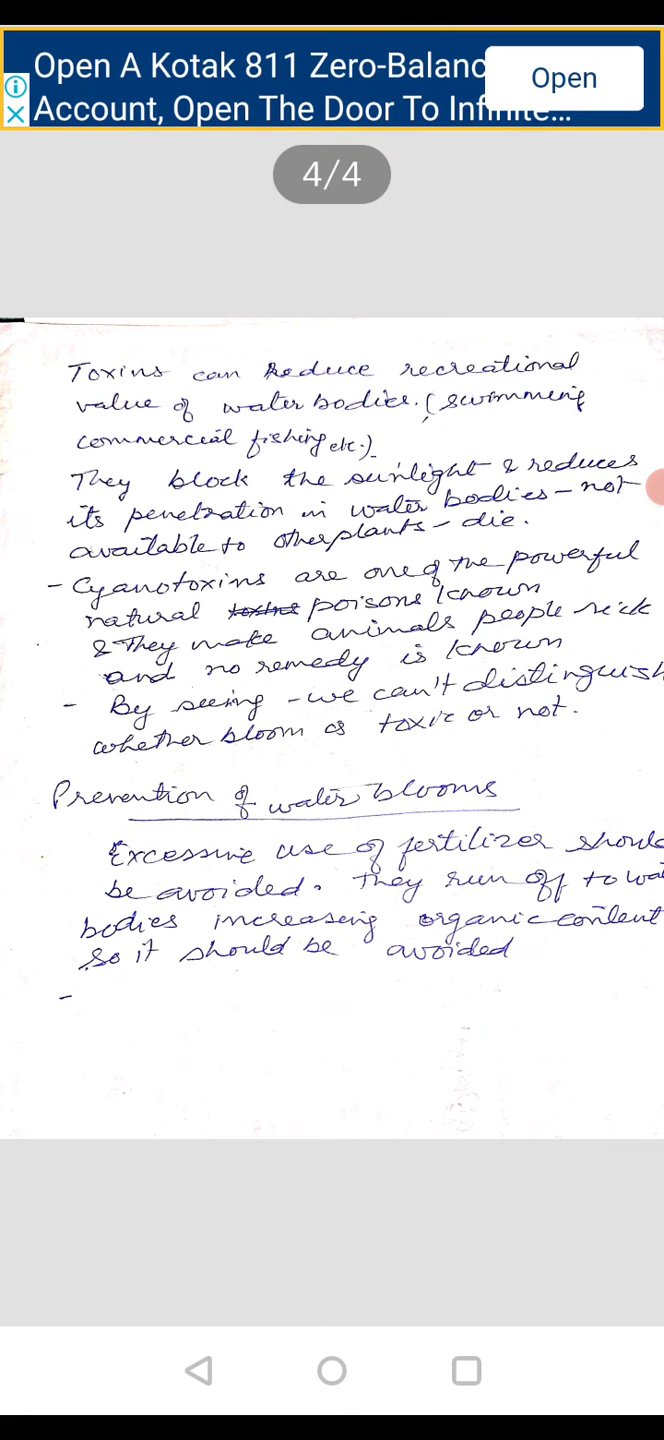 Open A Kotak 811 Zero-Balanc
Account, Open The Door To Infinite...
Open
4/4
Toxins can Reduce recreational
value of water bodies. (swimming
commercial fishing etc.)
They block the sunlight & reduces
its penetration in water bodies - not
available to other plants - die.
- Cyanotoxins are one of the powerful
natural toxins poisons known
& They make animals people sick
and no remedy is known
- By seeing - we can't distinguish
whether bloom is toxic or not.
Prevention of water blooms
Excessive use of fertilizer shoul
be avoided. They run off to wat
bodies increasing organic content
so it should be avoided
-